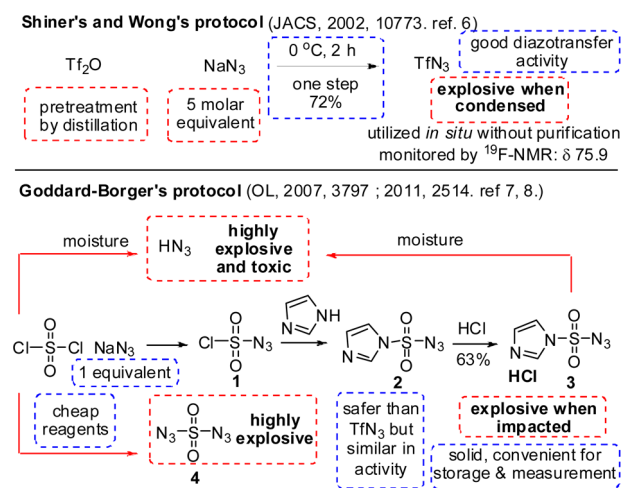 Shiner's and Wong's protocol (JACS, 2002, 10773. ref. 6)
Tf2O
NaN3
0 °C, 2 h
one step
72%
TfN3
good diazotransfer
activity
pretreatment
by distillation
5 molar
equivalent
explosive when
condensed
utilized in situ without purification
monitored by 19F-NMR: δ 75.9
Goddard-Borger's protocol (OL, 2007, 3797 ; 2011, 2514. ref 7, 8.)
moisture
HN3
highly
explosive
and toxic
moisture
O
Cl-S-Cl
O
NaN3
1 equivalent
O
Cl-S-N3
O
1
N
NH
O
N-S-N3
O
N
2
HCl
63%
O
N-S-N3
O
N
HCl
3
cheap
reagents
O
N3-S-N3
O
4
highly
explosive
safer than
TfN3 but
similar in
activity
explosive when
impacted
solid, convenient for
storage & measurement